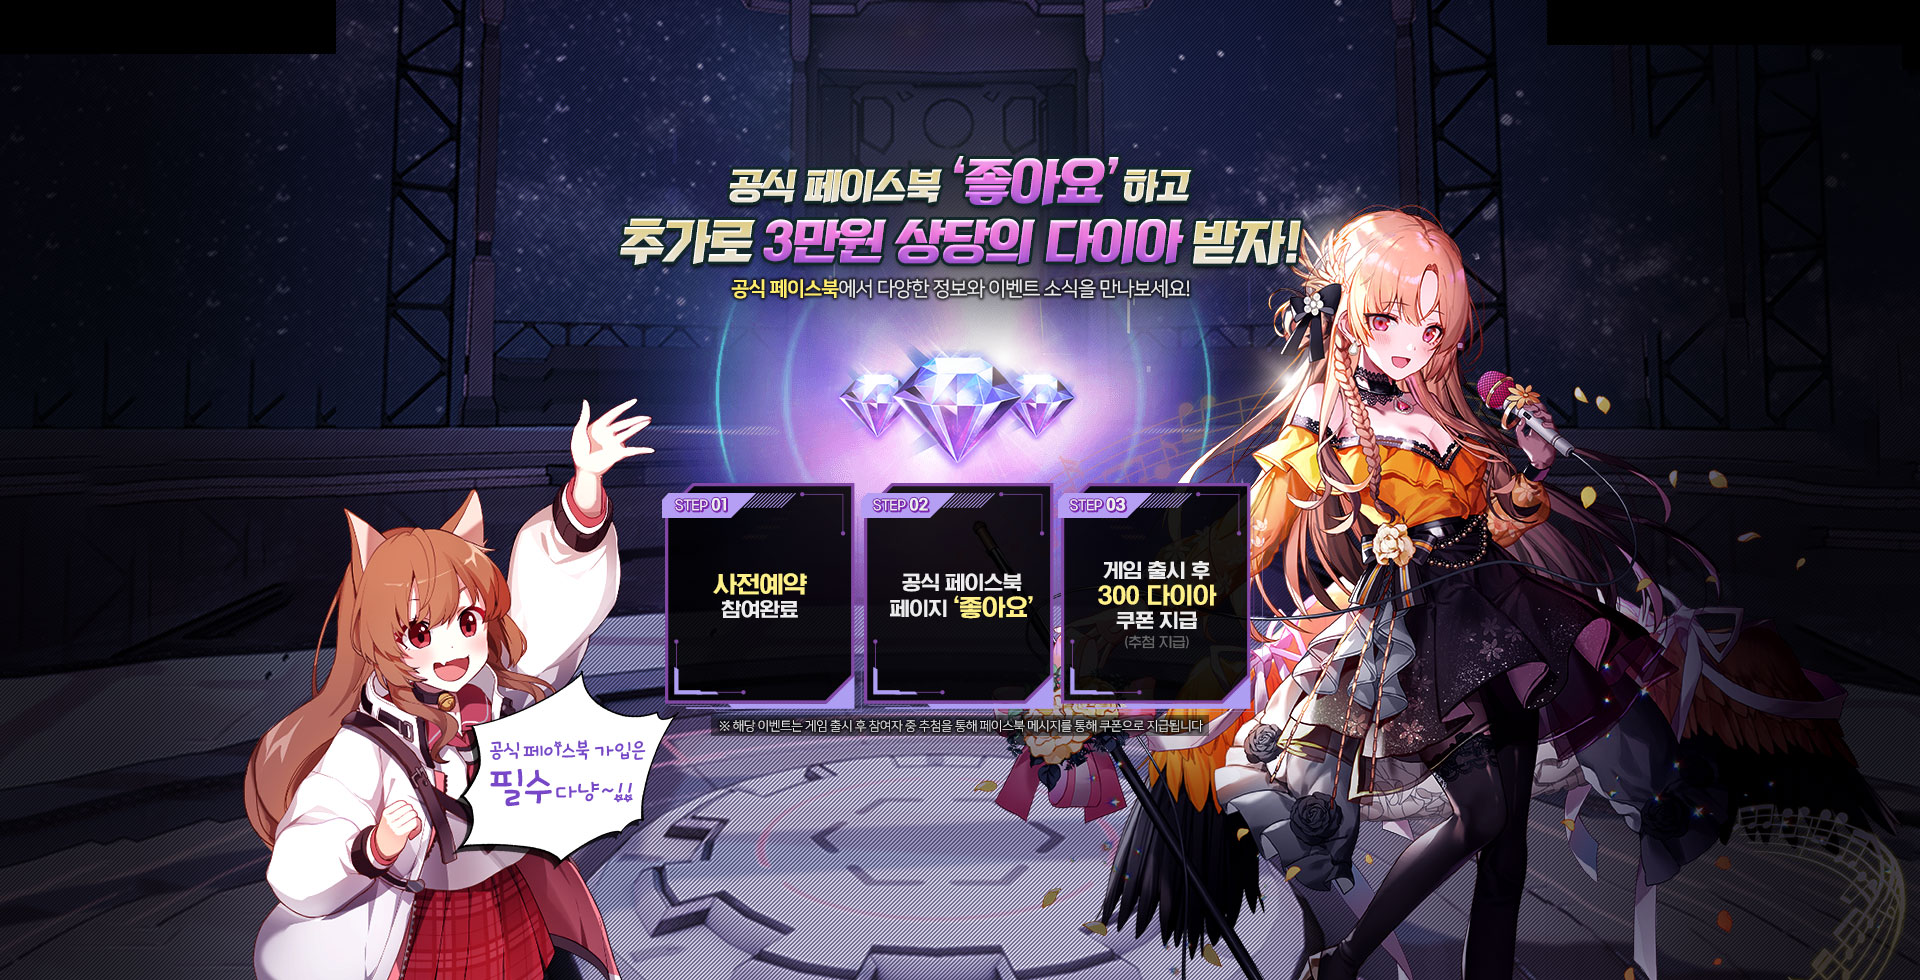 공식 페이스북 ‘좋아요’ 하고
추가로 3만원 상당의 다이아 받자!
공식 페이스북에서 다양한 정보와 이벤트 소식을 만나보세요!
STEP 01
사전예약
참여완료
STEP 02
공식 페이스북
페이지 ‘좋아요’
STEP 03
게임 출시 후
300 다이아
쿠폰 지급
(추첨 지급)
※ 해당 이벤트는 게임 출시 후 참여자 중 추첨을 통해 페이스북 메시지를 통해 쿠폰으로 지급됩니다
공식 페이스북 가입은
필수다냥~!!